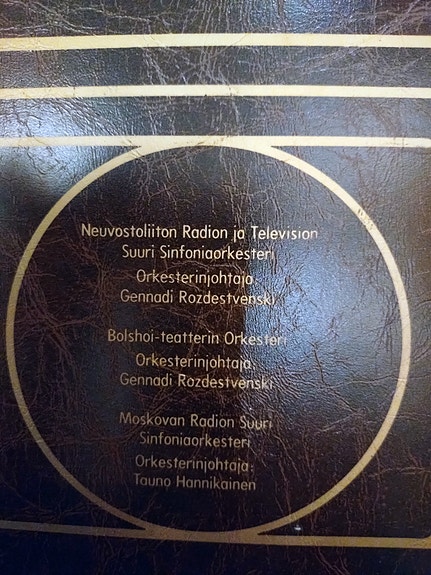 Neuvostoliiton Radion ja Television
Suuri Sinfoniaorkesteri
Orkesterinjohtaja
Gennadi Rozdestvenski
Bolshoi-teatterin Orkesteri
Orkesterinjohtaja:
Gennadi Rozdestvenski
Moskovan Radion Suuri
Sinfoniaorkesteri
Orkesterinjohtaja:
Tauno Hannikainen